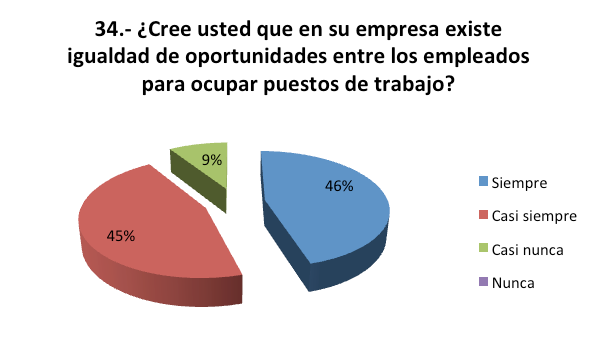 34.- ¿Cree usted que en su empresa existe
igualdad de oportunidades entre los empleados
para ocupar puestos de trabajo?
9%
46%
45%
Siempre
Casi siempre
Casi nunca
Nunca